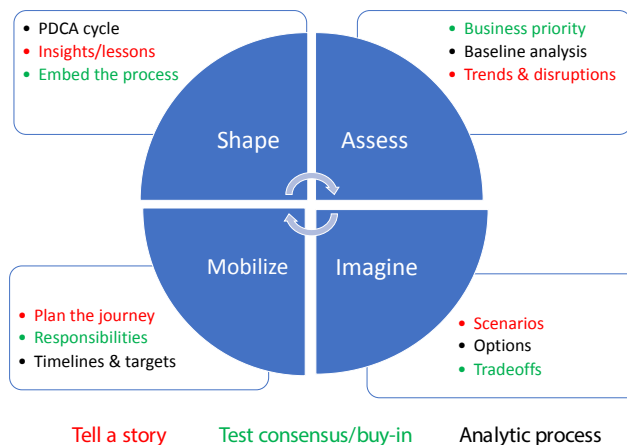 • PDCA cycle
• Insights/lessons
• Embed the process
• Business priority
• Baseline analysis
• Trends & disruptions
Shape
Assess
Mobilize
Imagine
• Plan the journey
• Responsibilities
• Timelines & targets
• Scenarios
• Options
• Tradeoffs
Tell a story
Test consensus/buy-in
Analytic process